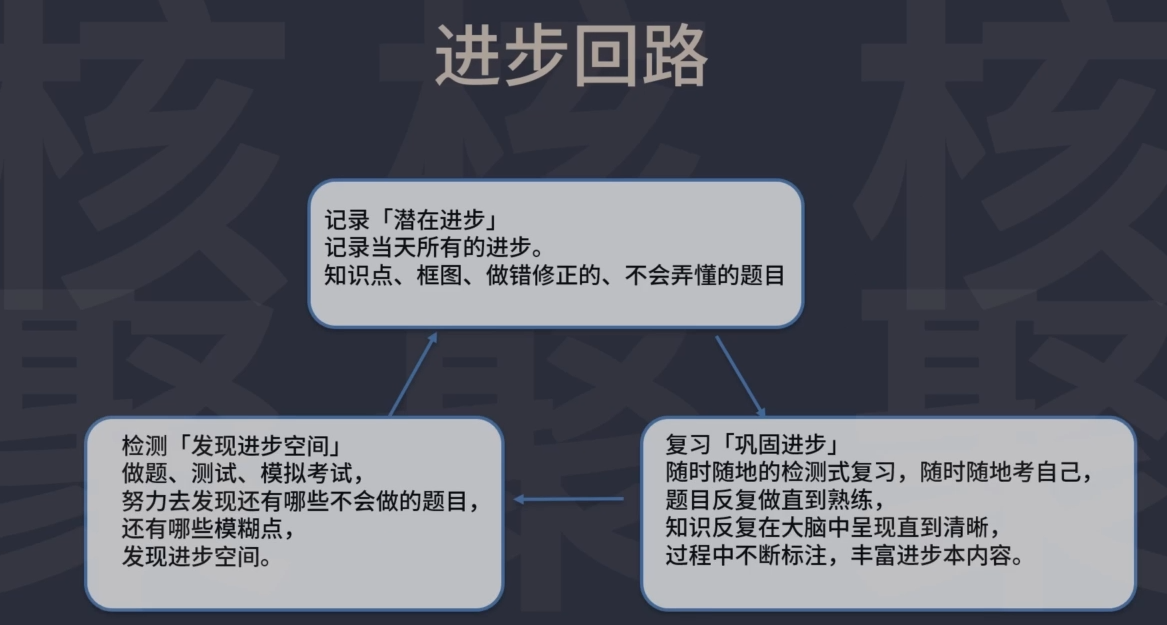 进步回路
记录「潜在进步」
记录当天所有的进步。
知识点、框图、做错修正的、不会弄懂的题目
检测「发现进步空间」
做题、测试、模拟考试，
努力去发现还有哪些不会做的题目，
还有哪些模糊点，
发现进步空间。
复习「巩固进步」
随时随地的检测式复习，随时随地考自己，
题目反复做直到熟练，
知识反复在大脑中呈现直到清晰，
过程中不断标注，丰富进步本内容。
核 核 核
聚 聚 聚